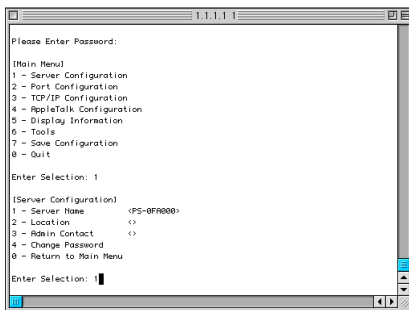 1.1.1.1 1
Please Enter Password:
[Main Menu]
1 - Server Configuration
2 - Port Configuration
3 - TCP/IP Configuration
4 - AppleTalk Configuration
5 - Display Information
6 - Tools
7 - Save Configuration
0 - Quit
Enter Selection: 1
[Server Configuration]
1 - Server Name <PS-0FA000>
2 - Location <>
3 - Admin Contact <>
4 - Change Password
0 - Return to Main Menu
Enter Selection: 1